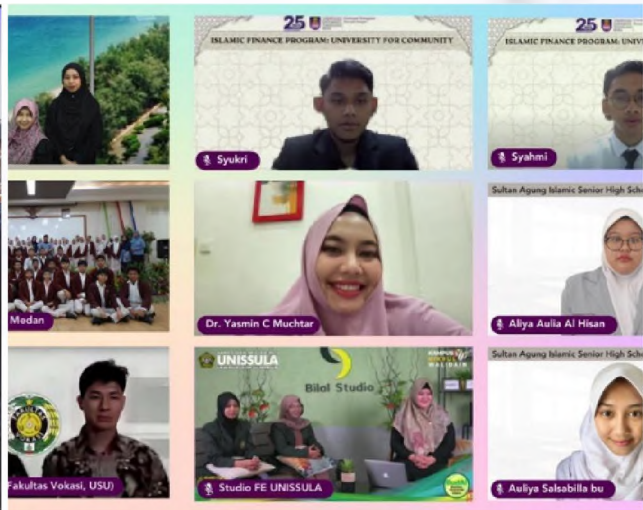 25
ISLAMIC FINANCE PROGRAM: UNIVERSITY FOR COMMUNITY
Syukri
25
ISLAMIC FINANCE PROGRAM: UNIV
Syahmi
Medan
Dr. Yasmin C Muchtar
Sultan Agung Islamic Senior High Scho
Aliya Aulia Al Hisan
Fakultas Vokasi, USU)
UNISSULA
Bilal Studio
Studio FE UNISSULA
Sultan Agung Islamic Senior High Scho
Auliya Salsabilla bu